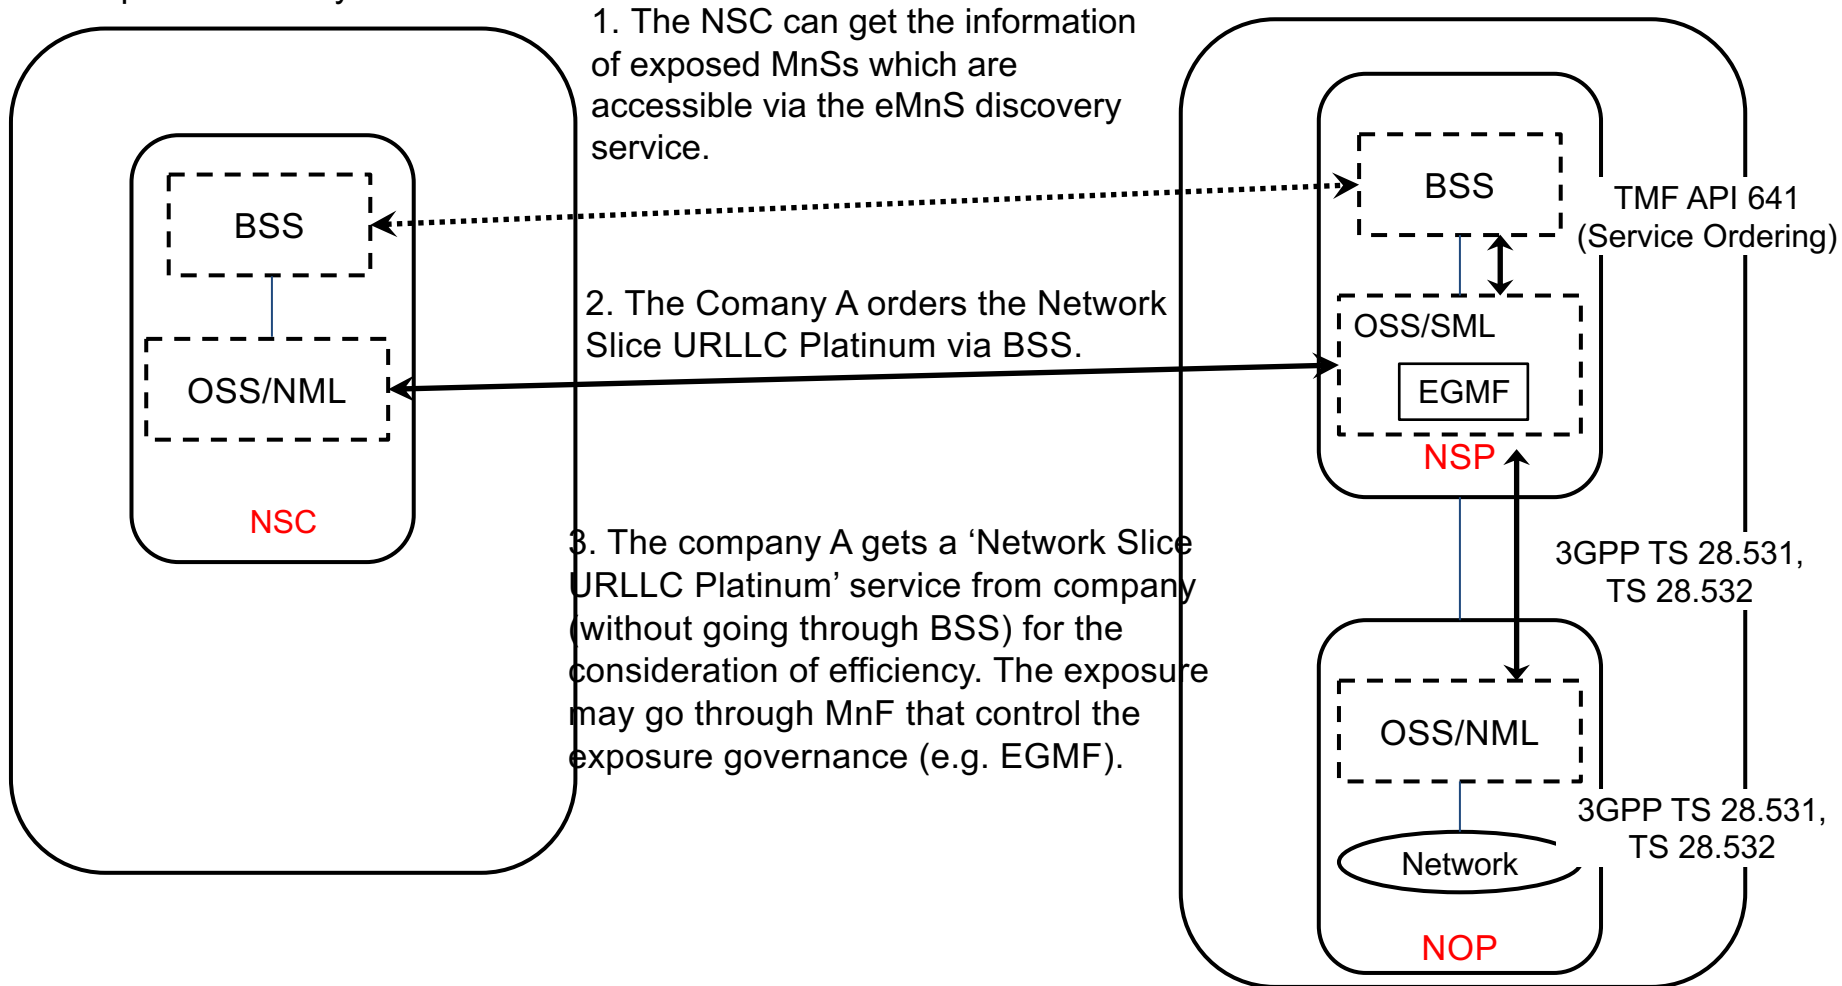 1. The NSC can get the information
of exposed MnSs which are
accessible via the eMnS discovery
service.
BSS
BSS
TMF API 641
(Service Ordering)
2. The Comany A orders the Network
Slice URLLC Platinum via BSS.
OSS/SML
OSS/NML
EGMF
NSP
NSC
3. The company A gets a ‘Network Slice
URLLC Platinum’ service from company
(without going through BSS) for the
consideration of efficiency. The exposure
may go through MnF that control the
exposure governance (e.g. EGMF).
3GPP TS 28.531,
TS 28.532
OSS/NML
3GPP TS 28.531,
TS 28.532
Network
NOP